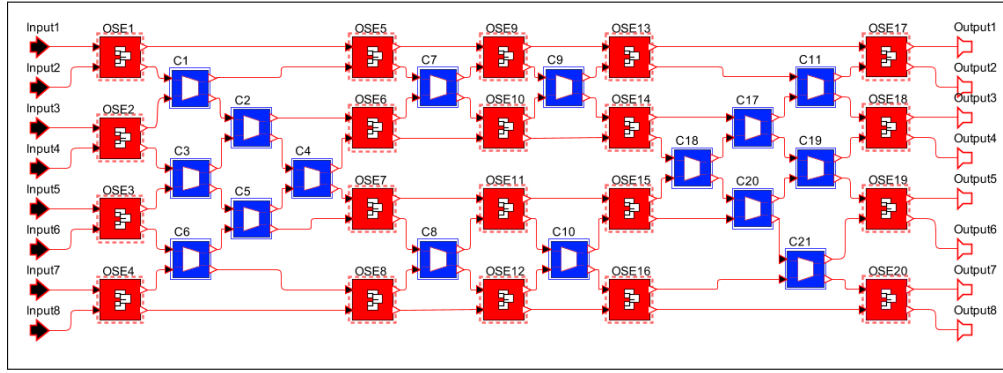 Input1 OSE1 OSE5 OSE9 OSE13 OSE17 Output1
Input2 C1 C7 C9 C11 Output2
Input3 OSE2 C2 OSE6 OSE10 OSE14 C17 OSE18 Output3
Input4 C3 C4 C18 C19 Output4
Input5 OSE3 C5 OSE7 OSE11 OSE15 C20 OSE19 Output5
Input6 C6 C8 C10 C21 Output6
Input7 OSE4 OSE8 OSE12 OSE16 OSE20 Output7
Input8 Output8